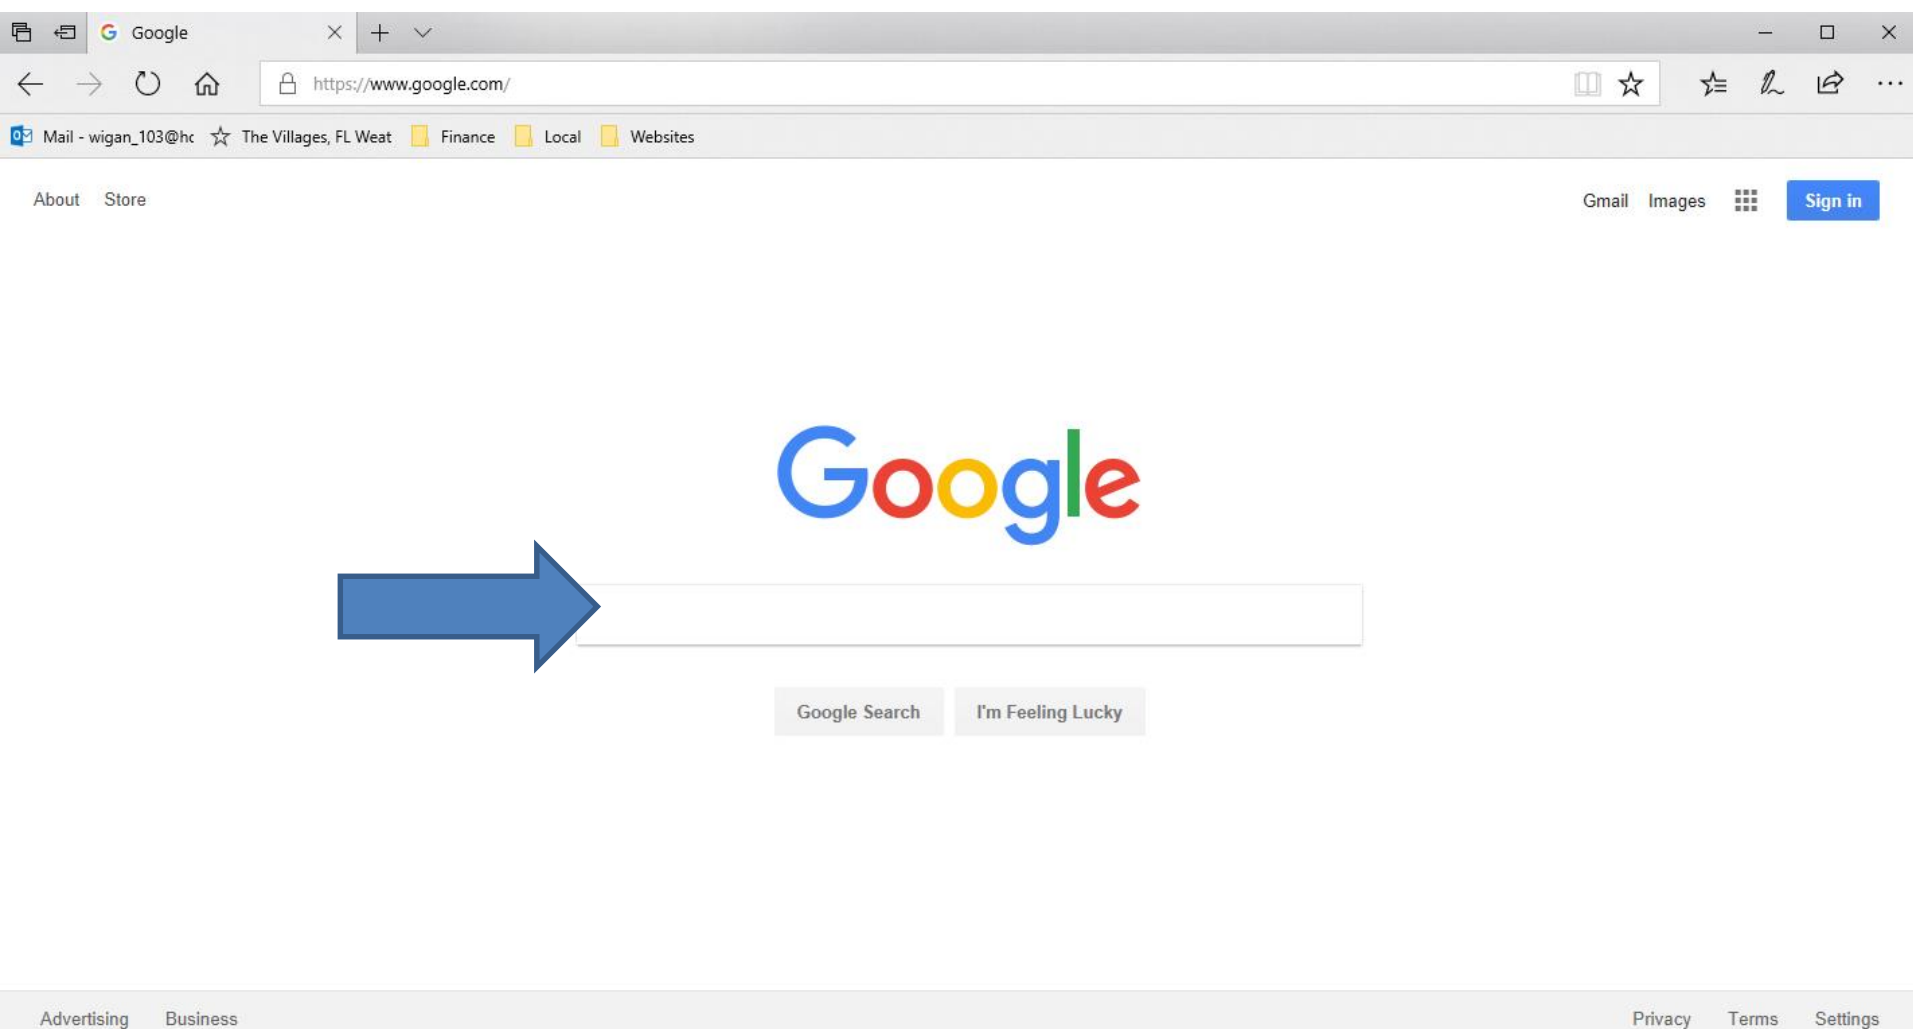 Google
https://www.google.com/
Mail - wigan_103@hc The Villages, FL Weat Finance Local Websites
About Store Gmail Images Sign in
Google
Google Search I'm Feeling Lucky
Advertising Business Privacy Terms Settings